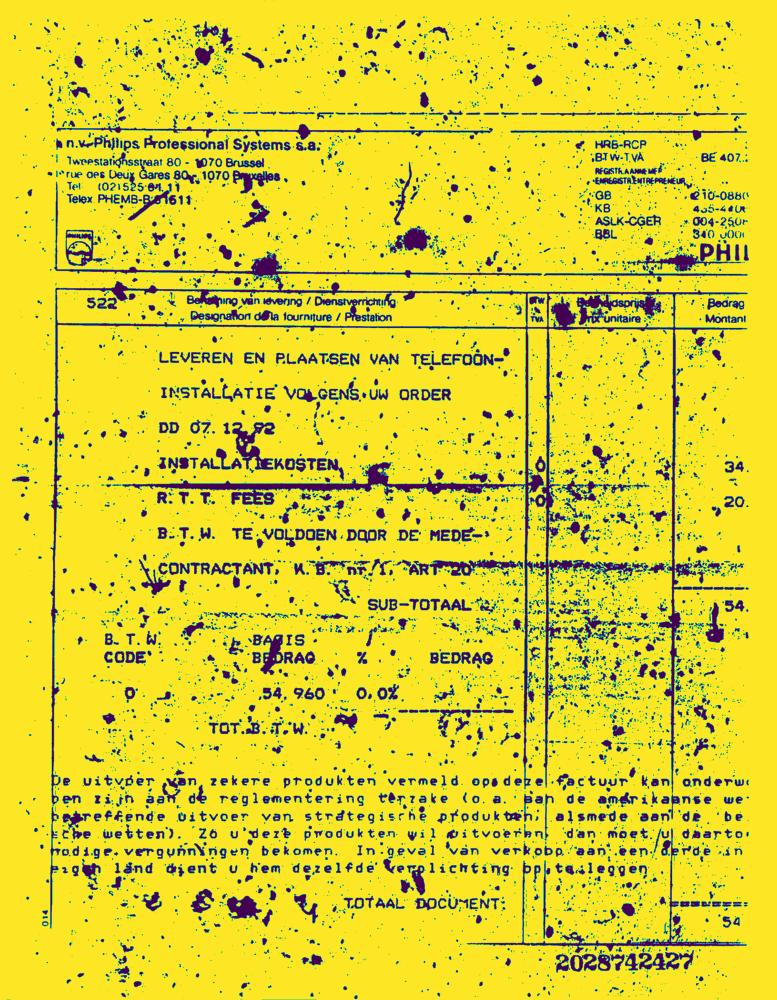 n.v. Philips Professional Systems s.a.
Tweestationsstraat 80 - 1070 Brussel
rue des Deux Gares 80 - 1070 Bruxelles
Tel (02) 525 64 11
Telex PHEMB-B 61611
HRB-RCP
BTW-TVA BE 407.
REGISTR. AANNEMER
ENREGISTR. ENTREPRENEUR
GB 210-088
KB
ASLK-CGER
BBL
PHILIPS
PHIL
522 Benaming van levering / Dienstverrichting BTW Eenheidsprijs Bedrag
Designation de la fourniture / Prestation TVA Prix unitaire Montant
LEVEREN EN PLAATSEN VAN TELEFOON-
INSTALLATIE VOLGENS UW ORDER
DD 07.12.92
INSTALLATIEKOSTEN 0 34.
R.T.T. FEES 0 20.
B.T.W. TE VOLDOEN DOOR DE MEDE-
CONTRACTANT, K.B. nr 1, ART 20
SUB-TOTAAL 54.
B.T.W. BASIS
CODE BEDRAG % BEDRAG
0 54.960 0,0%
TOT.B.T.W.
De uitvoer van zekere produkten vermeld op deze factuur kan onderw
pen zijn aan de reglementering terzake (o.a. aan de amerikaanse we
betreffende uitvoer van strategische produkten, alsmede aan de be
sche wetten). Zo u deze produkten wil uitvoeren, dan moet u daarto
nodige vergunningen bekomen. In geval van verkoop aan een derde in
eigen land dient u hem dezelfde verplichting op te leggen
TOTAAL DOCUMENT:
54
014
2028742427